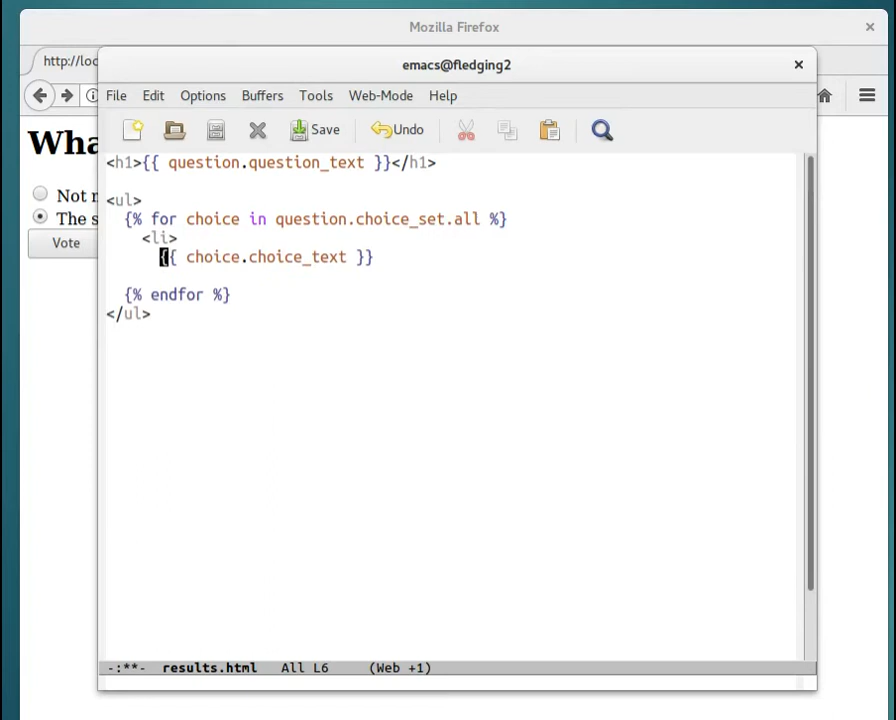 Mozilla Firefox
http://loc
emacs@fledging2
File Edit Options Buffers Tools Web-Mode Help
Save Undo
Wha
Not
The s
Vote
<h1>{{ question.question_text }}</h1>
<ul>
{% for choice in question.choice_set.all %}
<li>
{{ choice.choice_text }}
{% endfor %}
</ul>
-:**- results.html All L6 (Web +1)